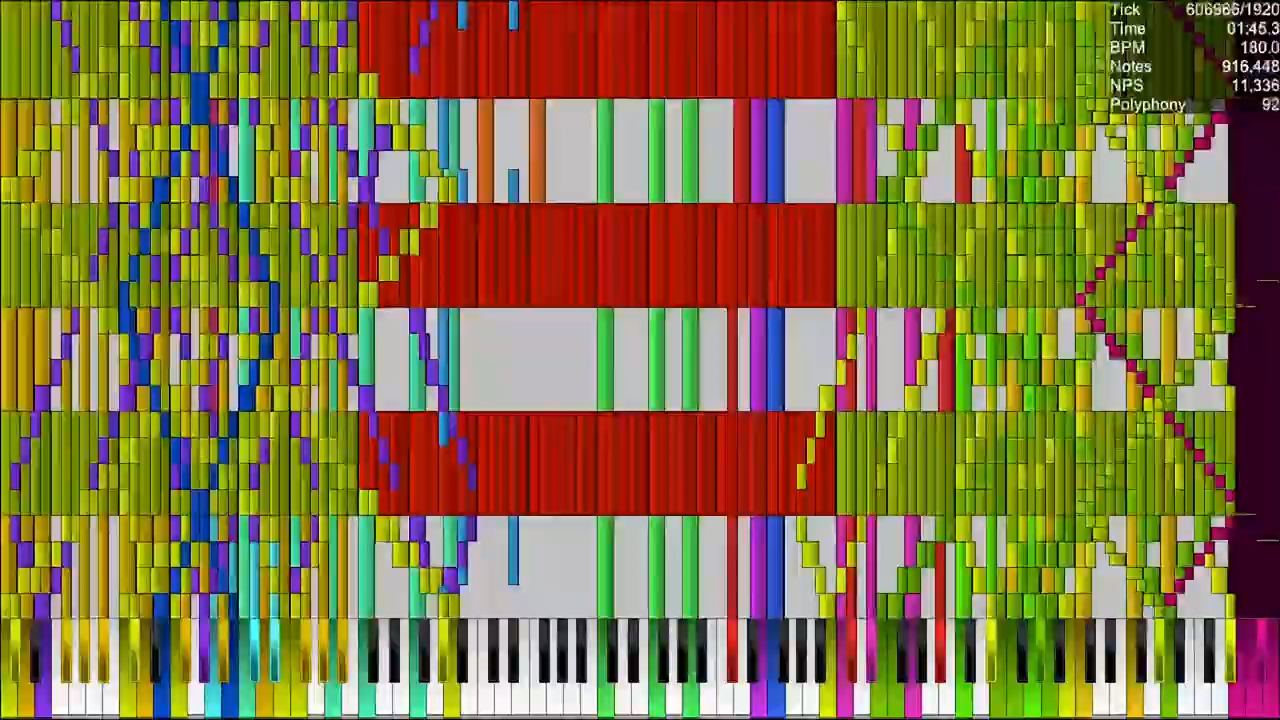 Tick 606966/1920
Time 01:45.3
BPM 180.0
Notes 916,448
NPS 11,336
Polyphony 92